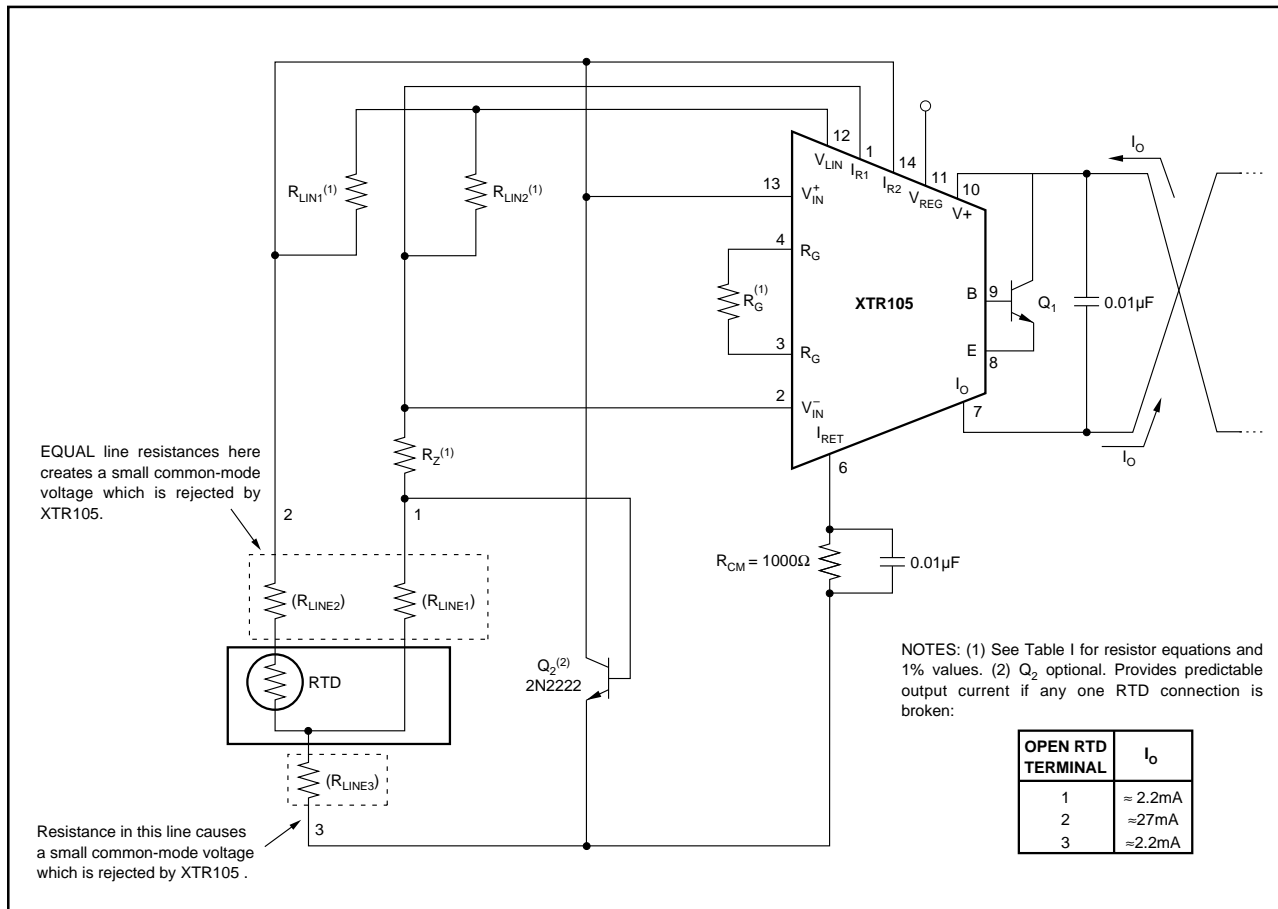 12
1
14
11
10
V_LIN
I_R1
I_R2
V_REG
V+
I_O
13
V_IN^+
R_LIN1^(1)
R_LIN2^(1)
4
R_G
R_G^(1)
XTR105
B
9
Q_1
0.01µF
3
R_G
E
8
I_O
7
2
V_IN^−
I_RET
6
I_O
EQUAL line resistances here
creates a small common-mode
voltage which is rejected by
XTR105.
R_Z^(1)
2
1
R_CM = 1000Ω
0.01µF
(R_LINE2)
(R_LINE1)
RTD
Q_2^(2)
2N2222
(R_LINE3)
3
Resistance in this line causes
a small common-mode voltage
which is rejected by XTR105 .
NOTES: (1) See Table I for resistor equations and
1% values. (2) Q_2 optional. Provides predictable
output current if any one RTD connection is
broken:
OPEN RTD
TERMINAL
I_O
1 ≈ 2.2mA
2 ≈27mA
3 ≈2.2mA